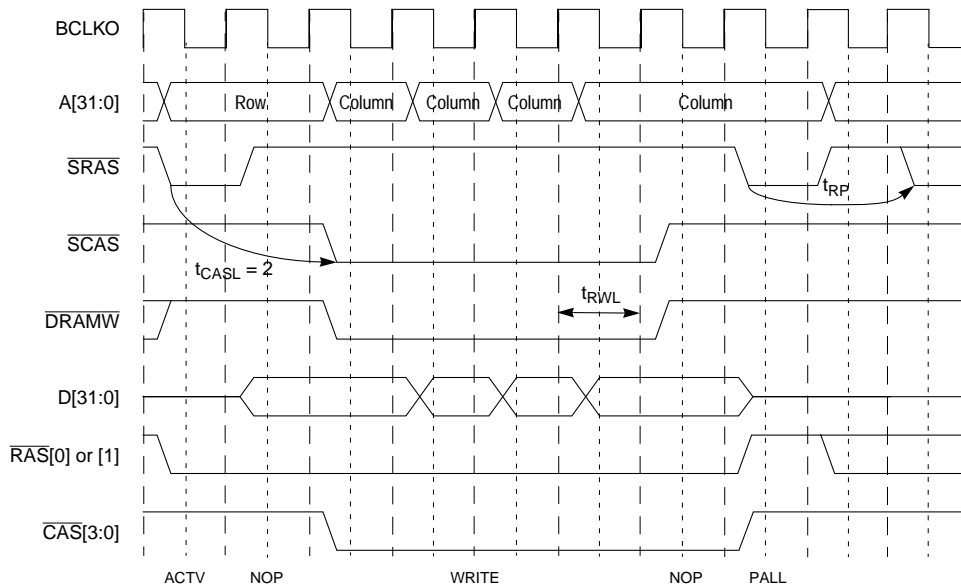 BCLKO
A[31:0] Row Column Column Column Column
SRAS
tRP
SCAS
tCASL = 2
tRWL
DRAMW
D[31:0]
RAS[0] or [1]
CAS[3:0]
ACTV NOP WRITE NOP PALL